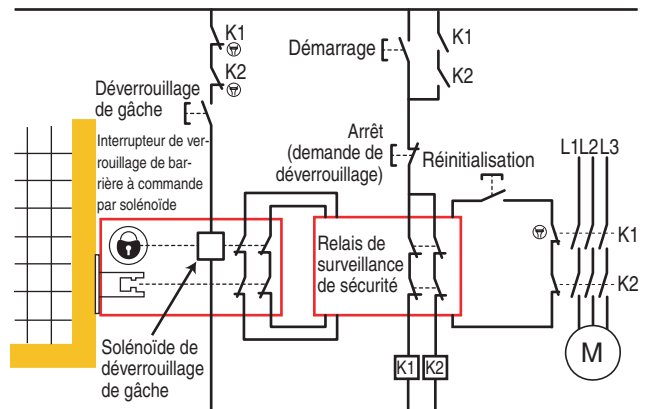 K1
K2
Déverrouillage
de gâche
Interrupteur de ver-
rouillage de bar-
rière à commande
par solénoïde
Solénoïde de
déverrouillage
de gâche
Démarrage
K1
K2
Arrêt
(demande de
déverrouillage)
Réinitialisation
Relais de
surveillance
de sécurité
K1 K2
L1L2L3
K1
K2
M